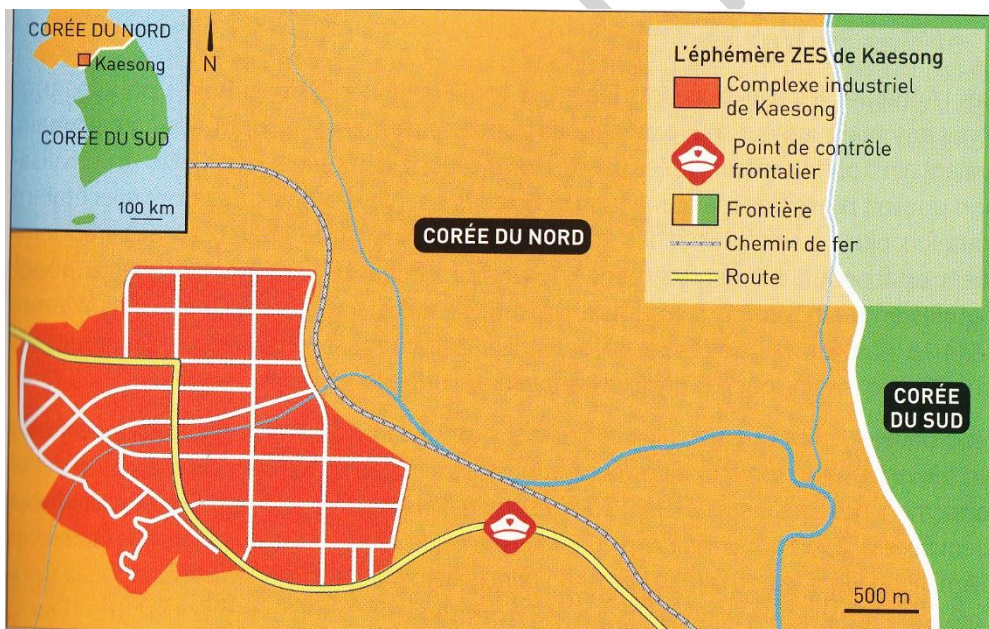 CORÉE DU NORD
Kaesong
CORÉE DU SUD
100 km
N
L'éphémère ZES de Kaesong
Complexe industriel
de Kaesong
Point de contrôle
frontalier
Frontière
Chemin de fer
Route
CORÉE DU NORD
CORÉE
DU SUD
500 m